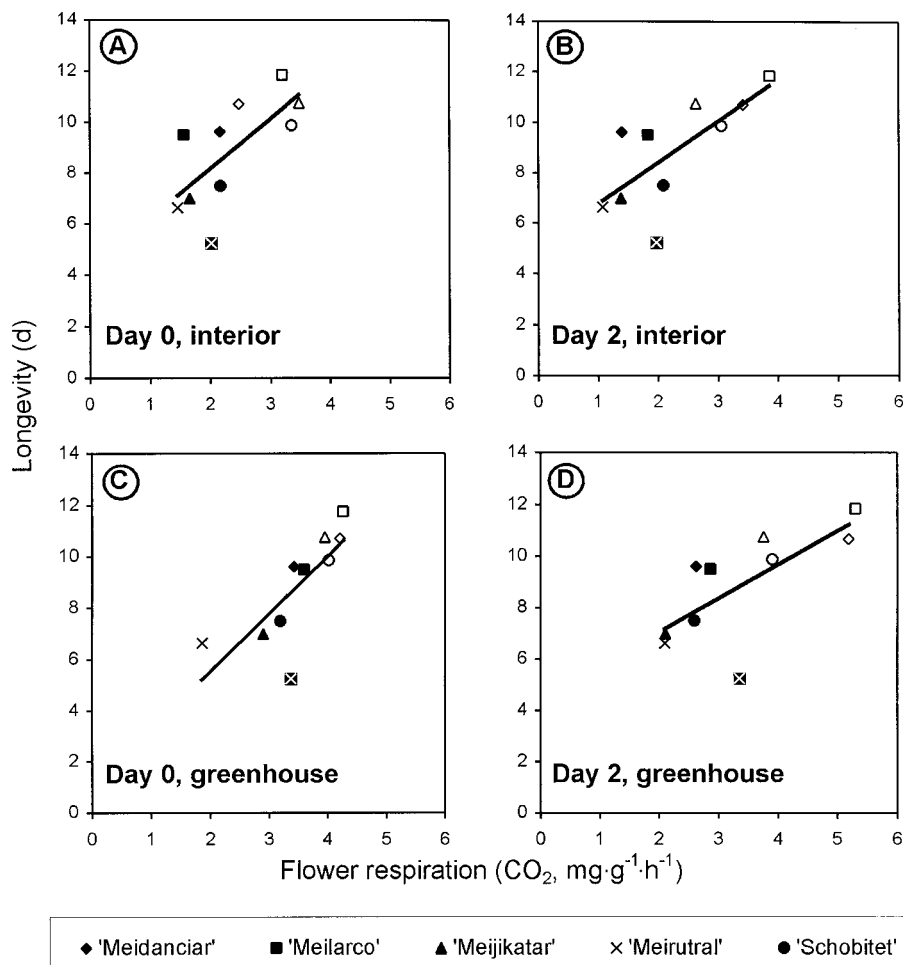 A
B
14
12
10
8
6
4
2
0
Day 0, interior
0 1 2 3 4 5 6
14
12
10
8
6
4
2
0
Day 2, interior
0 1 2 3 4 5 6
Longevity (d)
C
D
14
12
10
8
6
4
2
0
Day 0, greenhouse
0 1 2 3 4 5 6
14
12
10
8
6
4
2
0
Day 2, greenhouse
0 1 2 3 4 5 6
Flower respiration (CO₂, mg·g⁻¹·h⁻¹)
'Meidanciar' 'Meilarco' 'Meijikatar' 'Meirutral' 'Schobitet'